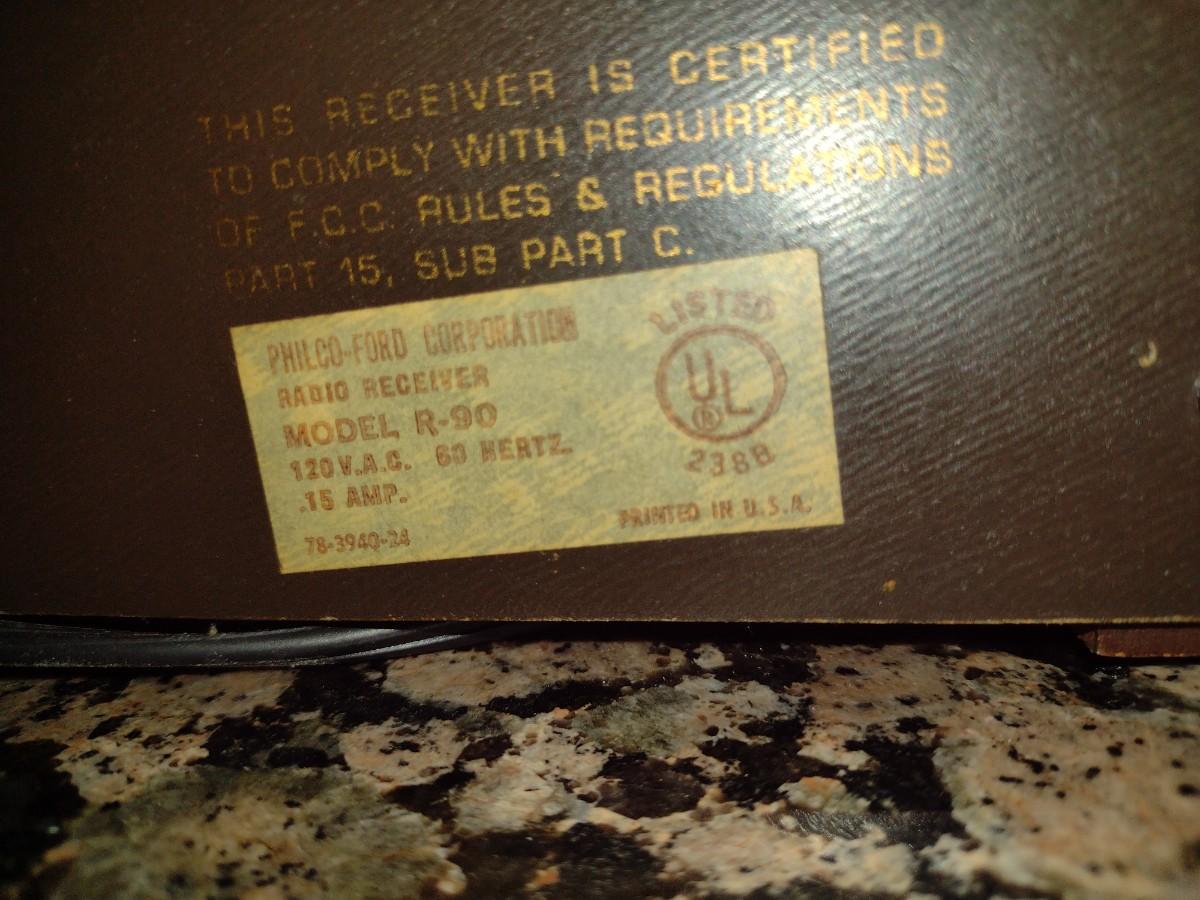 THIS RECEIVER IS CERTIFIED
TO COMPLY WITH REQUIREMENTS
OF F.C.C. RULES & REGULATIONS
PART 15, SUB PART C.
PHILCO-FORD CORPORATION
RADIO RECEIVER
MODEL R-90
120 V.A.C. 60 HERTZ.
.15 AMP.
78-3940-24
LISTED
UL
®
238B
PRINTED IN U.S.A.